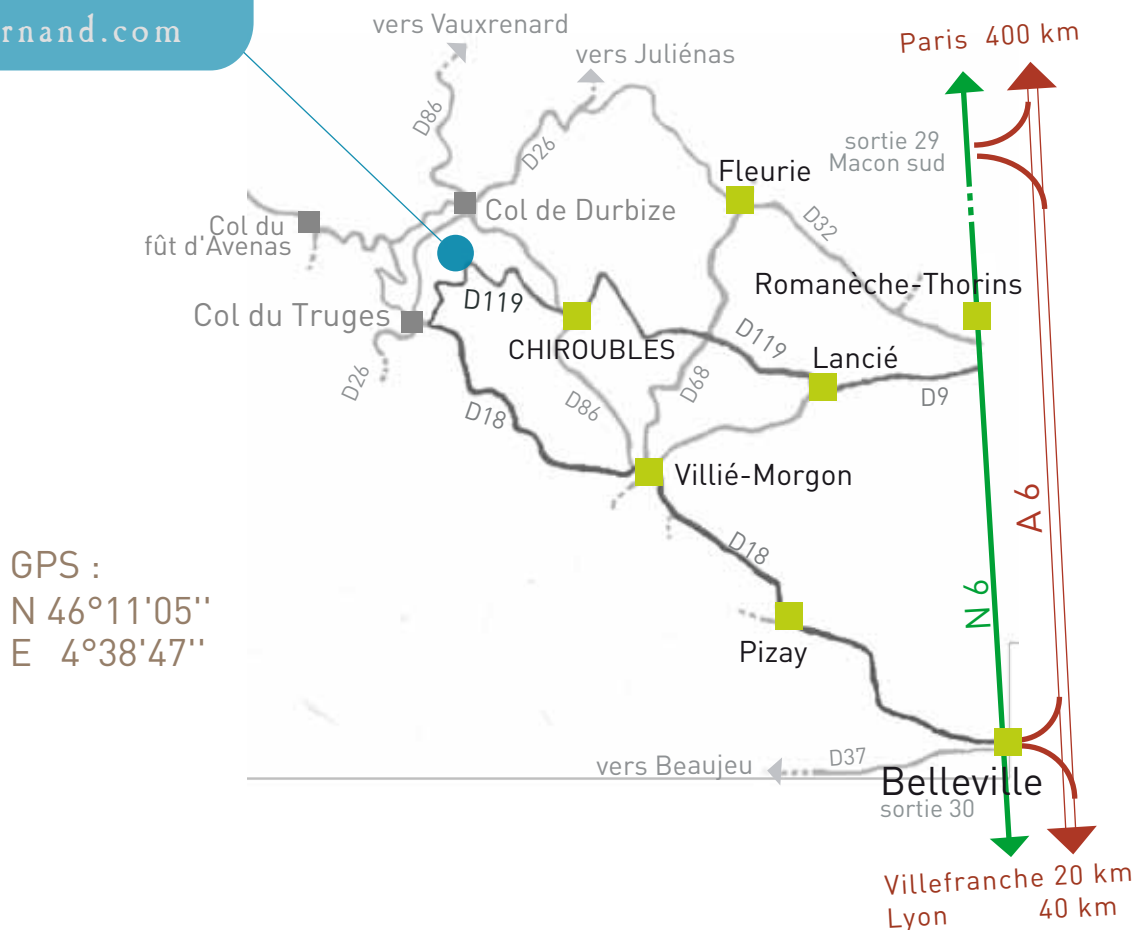 rnand.com
vers Vauxrenard
vers Juliénas
Paris 400 km
D86
D26
sortie 29
Macon sud
Fleurie
Col de Durbize
Col du
fût d'Avenas
D32
Romanèche-Thorins
D119
Col du Truges
CHIROUBLES
D119
Lancié
D26
D18
D86
D68
D9
Villié-Morgon
A 6
D18
GPS :
N 46°11'05''
E 4°38'47''
N 6
Pizay
vers Beaujeu
D37
Belleville
sortie 30
Villefranche 20 km
Lyon 40 km